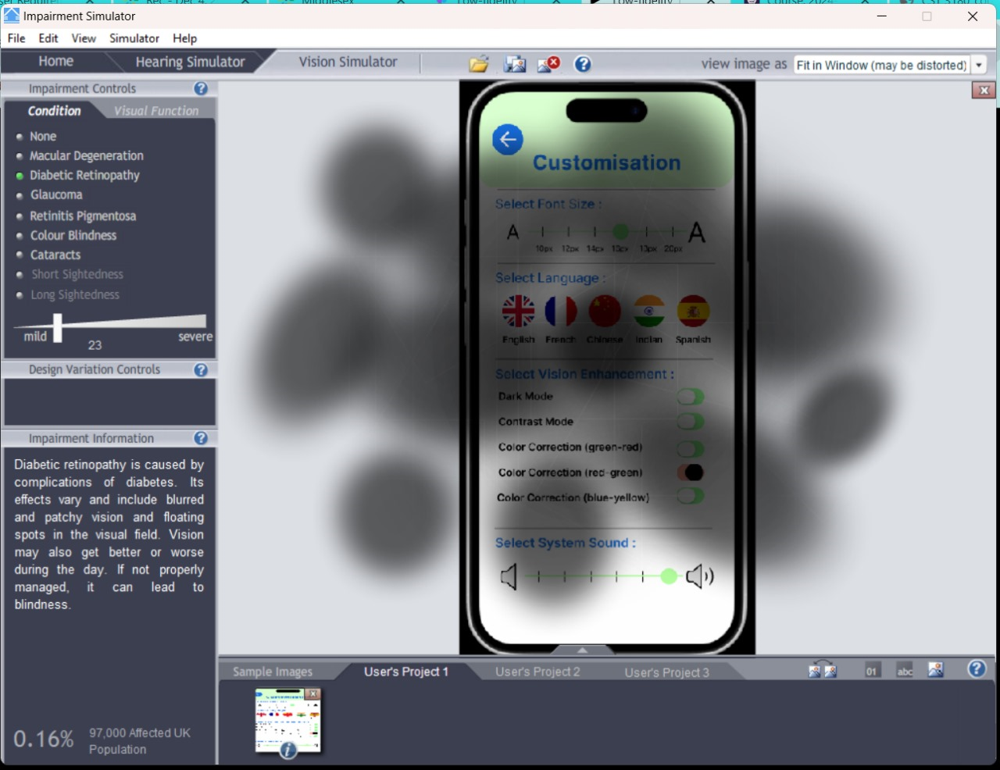 Impairment Simulator
File Edit View Simulator Help
Home Hearing Simulator Vision Simulator view image as Fit in Window (may be distorted)
Impairment Controls
Condition Visual Function
None
Macular Degeneration
Diabetic Retinopathy
Glaucoma
Retinitis Pigmentosa
Colour Blindness
Cataracts
Short Sightedness
Long Sightedness
mild severe
23
Design Variation Controls
Impairment Information
Diabetic retinopathy is caused by
complications of diabetes. Its
effects vary and include blurred
and patchy vision and floating
spots in the visual field. Vision
may also get better or worse
during the day. If not properly
managed, it can lead to
blindness.
0.16% 97,000 Affected UK
Population
Customisation
Select Font Size :
A A
10px 12px 14px 20px
Select Language :
English French Chinese Indian Spanish
Select Vision Enhancement :
Dark Mode
Contrast Mode
Color Correction (green-red)
Color Correction (red-green)
Color Correction (blue-yellow)
Select System Sound :
Sample Images User's Project 1 User's Project 2 User's Project 3 01 abc